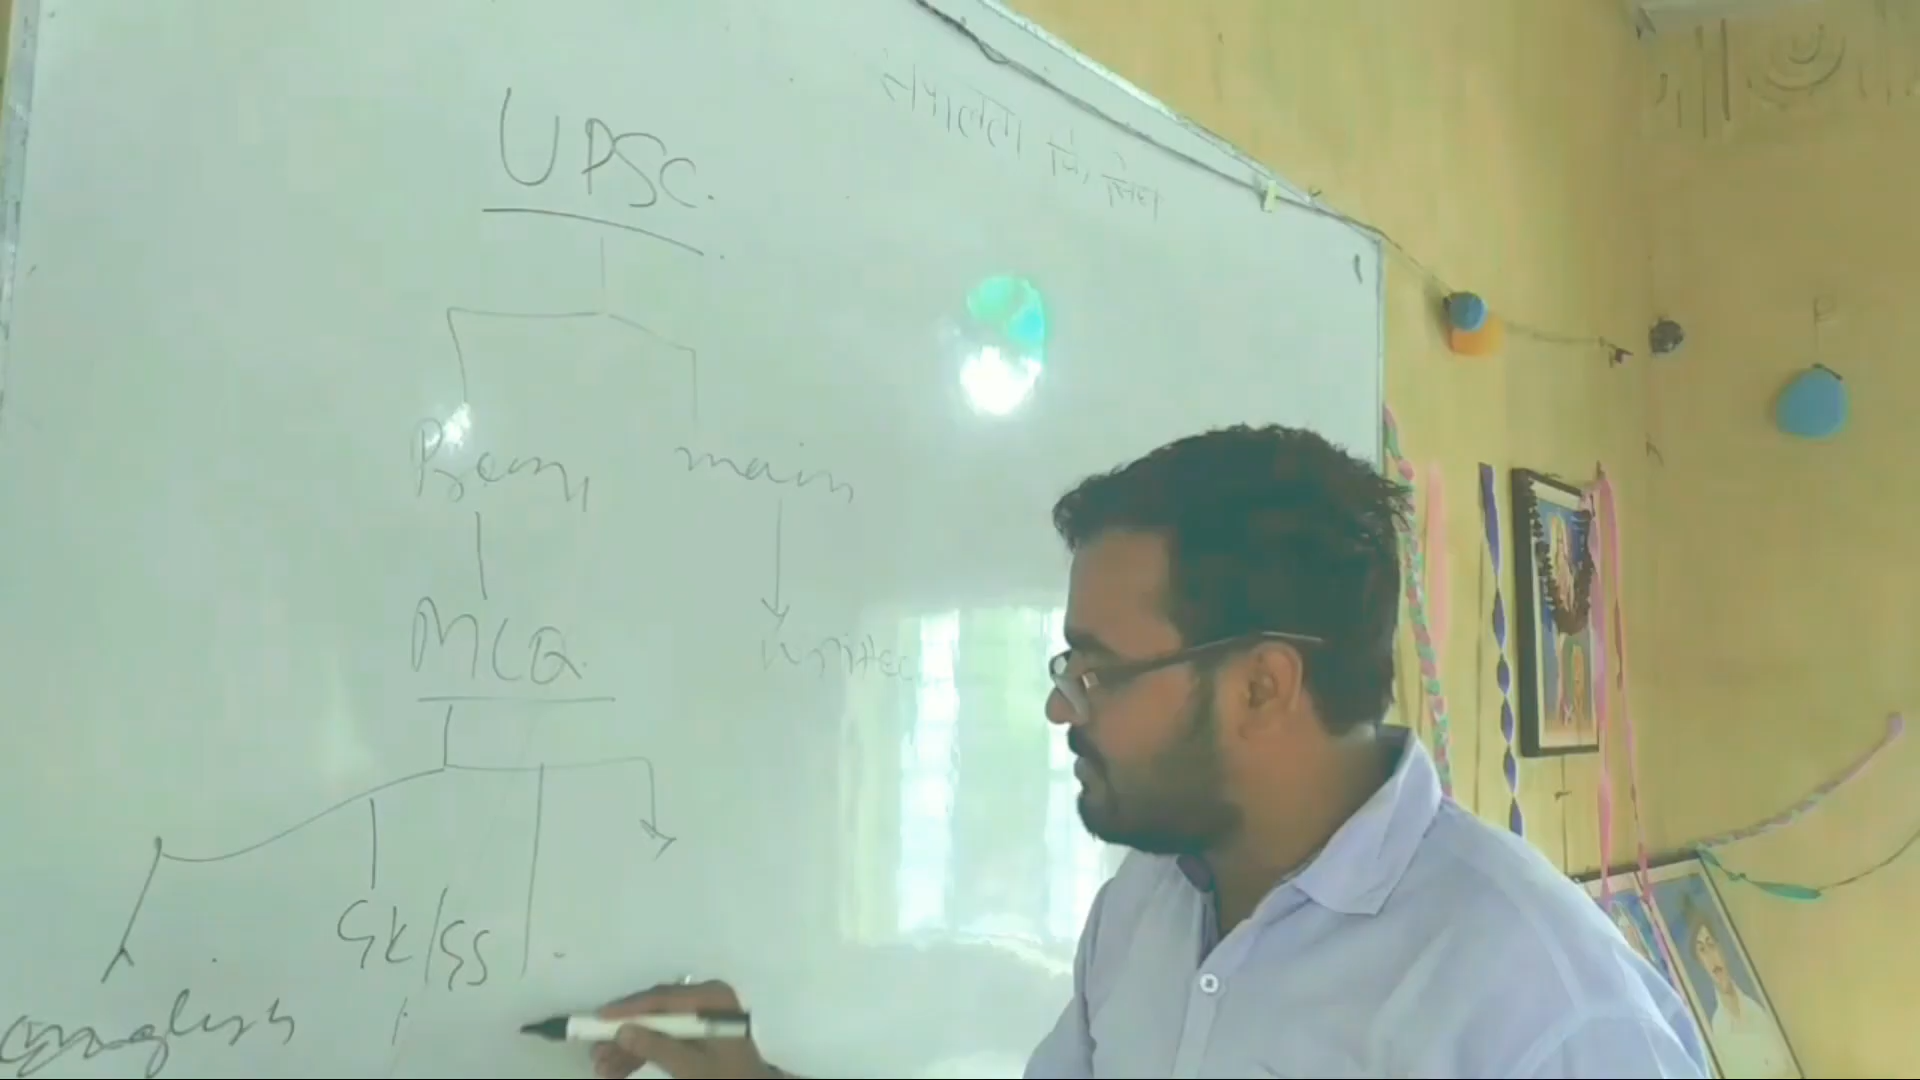 UPSC.
Prem, main
MCQ written
GK/GS
English